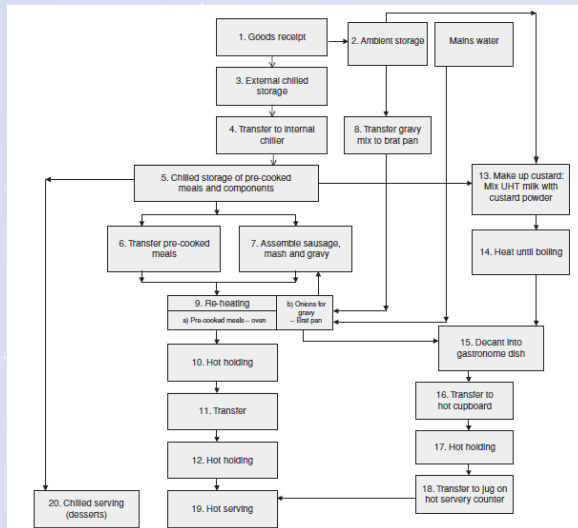 1. Goods receipt
2. Ambient storage
Mains water
3. External chilled
storage
4. Transfer to internal
chiller
8. Transfer gravy
mix to brat pan
5. Chilled storage of pre-cooked
meals and components
13. Make up custard:
Mix UHT milk with
custard powder
6. Transfer pre-cooked
meals
7. Assemble sausage,
mash and gravy
14. Heat until boiling
9. Re-heating
a) Pre-cooked meals – oven
b) Onions for
gravy
– Brat pan
15. Decant into
gastronome dish
10. Hot holding
16. Transfer to
hot cupboard
11. Transfer
17. Hot holding
12. Hot holding
18. Transfer to jug on
hot servery counter
20. Chilled serving
(desserts)
19. Hot serving